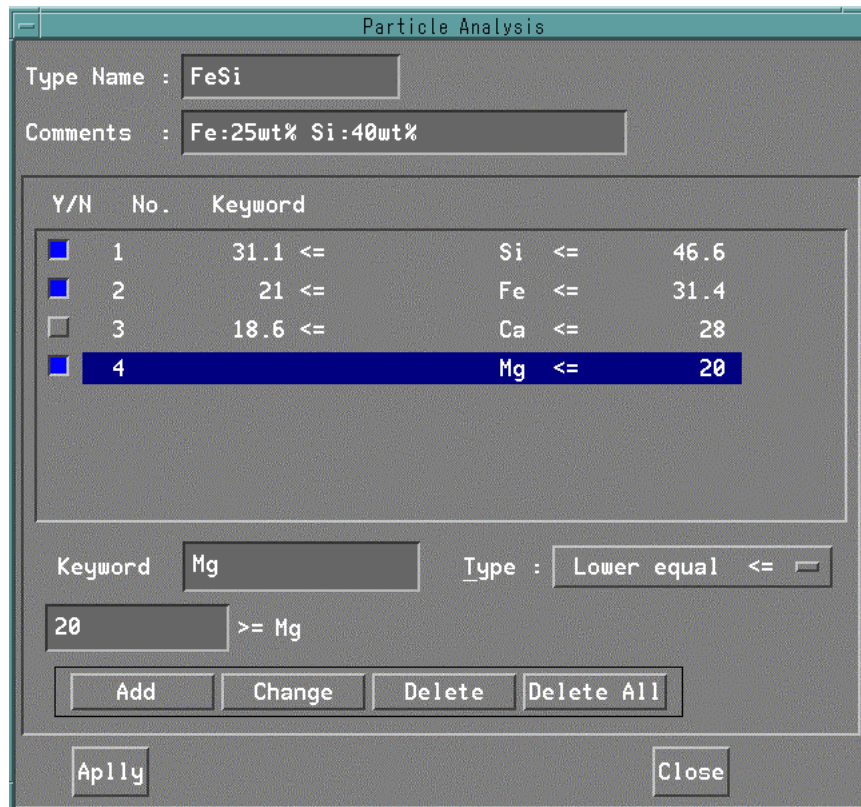 Particle Analysis
Type Name : FeSi
Comments : Fe:25wt% Si:40wt%
Y/N No. Keyword
1 31.1 <= Si <= 46.6
2 21 <= Fe <= 31.4
3 18.6 <= Ca <= 28
4 Mg <= 20
Keyword Mg Type : Lower equal <=
20 >= Mg
Add Change Delete Delete All
Aplly Close